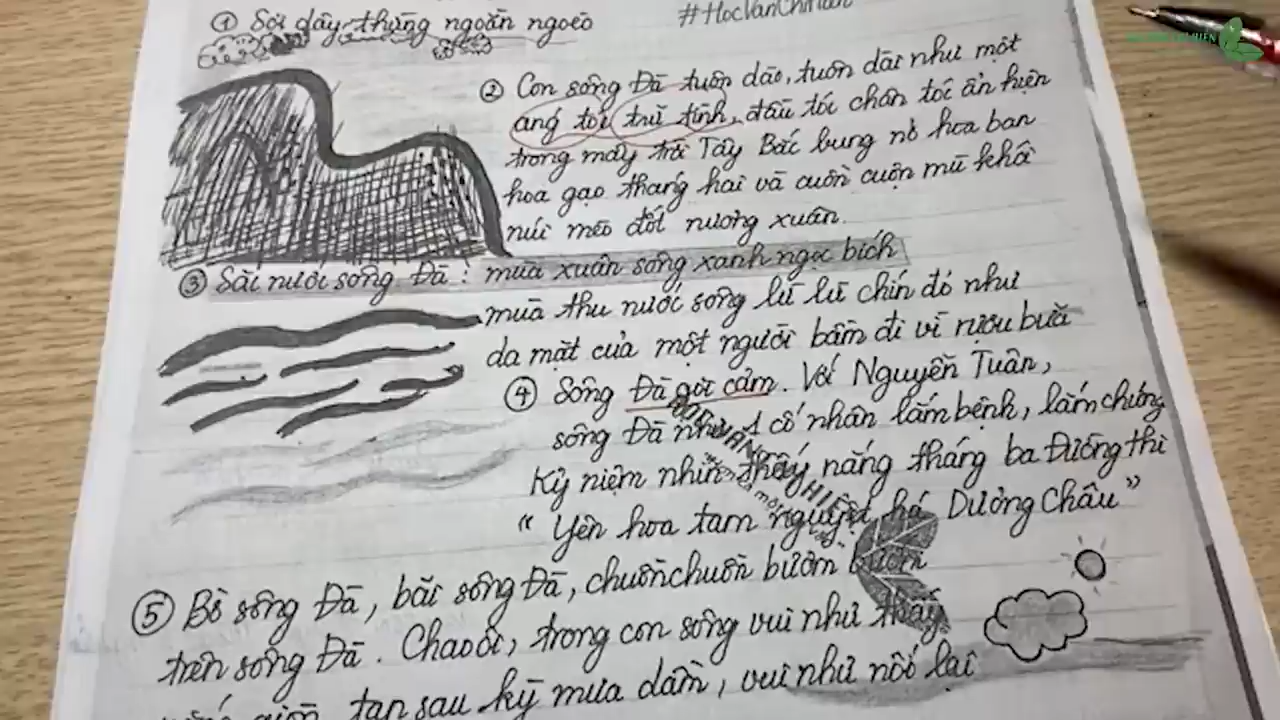 ① Sợi dây thừng ngoằn ngoèo
#HocVanChiHien
② Con sông Đà tuôn dài, tuôn dài như một
áng tóc trữ tình, đầu tóc chân tóc ẩn hiện
trong mây trời Tây Bắc bung nở hoa ban
hoa gạo tháng hai và cuồn cuộn mù khói
núi mèo đốt nương xuân.
③ Sắc nước sông Đà : mùa xuân sông xanh ngọc bích
mùa thu nước sông lừ lừ chín đỏ như
da mặt của một người bầm đi vì rượu bữa
④ Sông Đà gợi cảm. Với Nguyễn Tuân,
sông Đà như 1 cố nhân lắm bệnh, lắm chứng
Kỷ niệm nhìn thấy nắng tháng ba Đường thi
“ Yên hoa tam nguyệt há Dương Châu ”
⑤ Bờ sông Đà, bãi sông Đà, chuồn chuồn bươm bướm
trên sông Đà. Chao ôi, trong con sông vui như thấy
nắng giòn tan sau kỳ mưa dầm, vui như nối lại